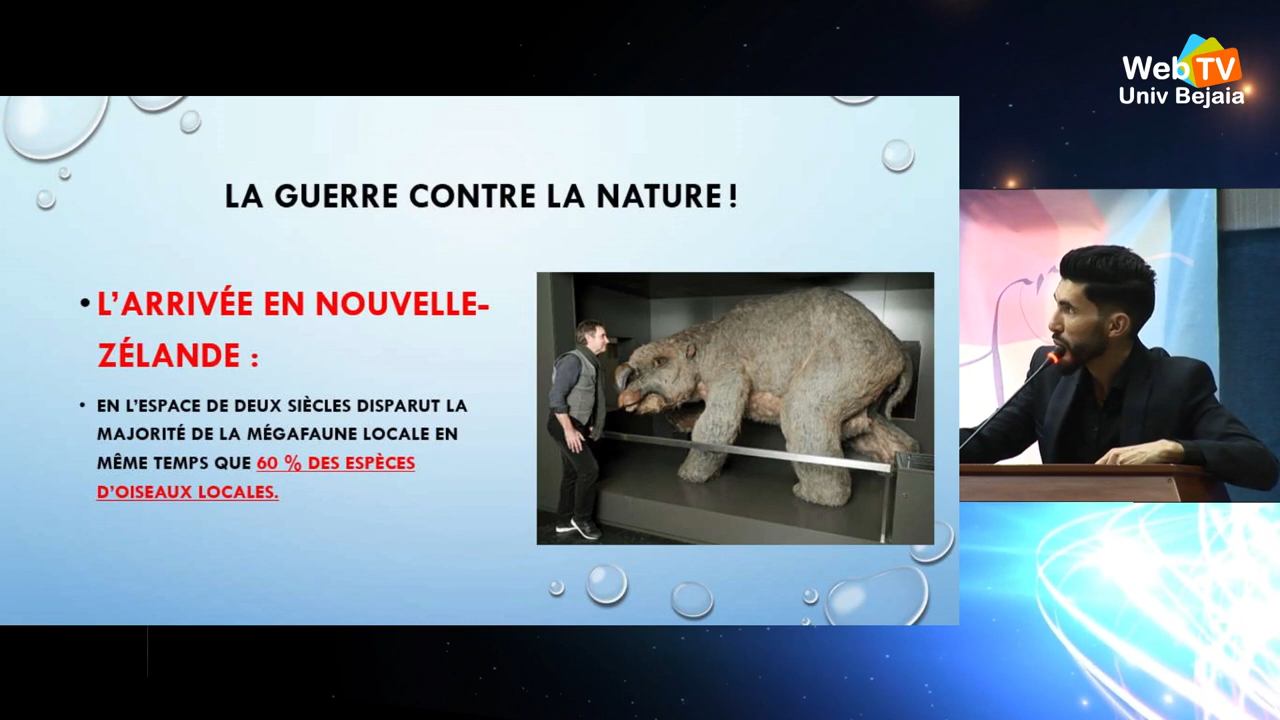 Web TV
Univ Bejaia
LA GUERRE CONTRE LA NATURE !
• L'ARRIVÉE EN NOUVELLE-
ZÉLANDE :
• EN L'ESPACE DE DEUX SIÈCLES DISPARUT LA
MAJORITÉ DE LA MÉGAFAUNE LOCALE EN
MÊME TEMPS QUE 60 % DES ESPÈCES
D'OISEAUX LOCALES.